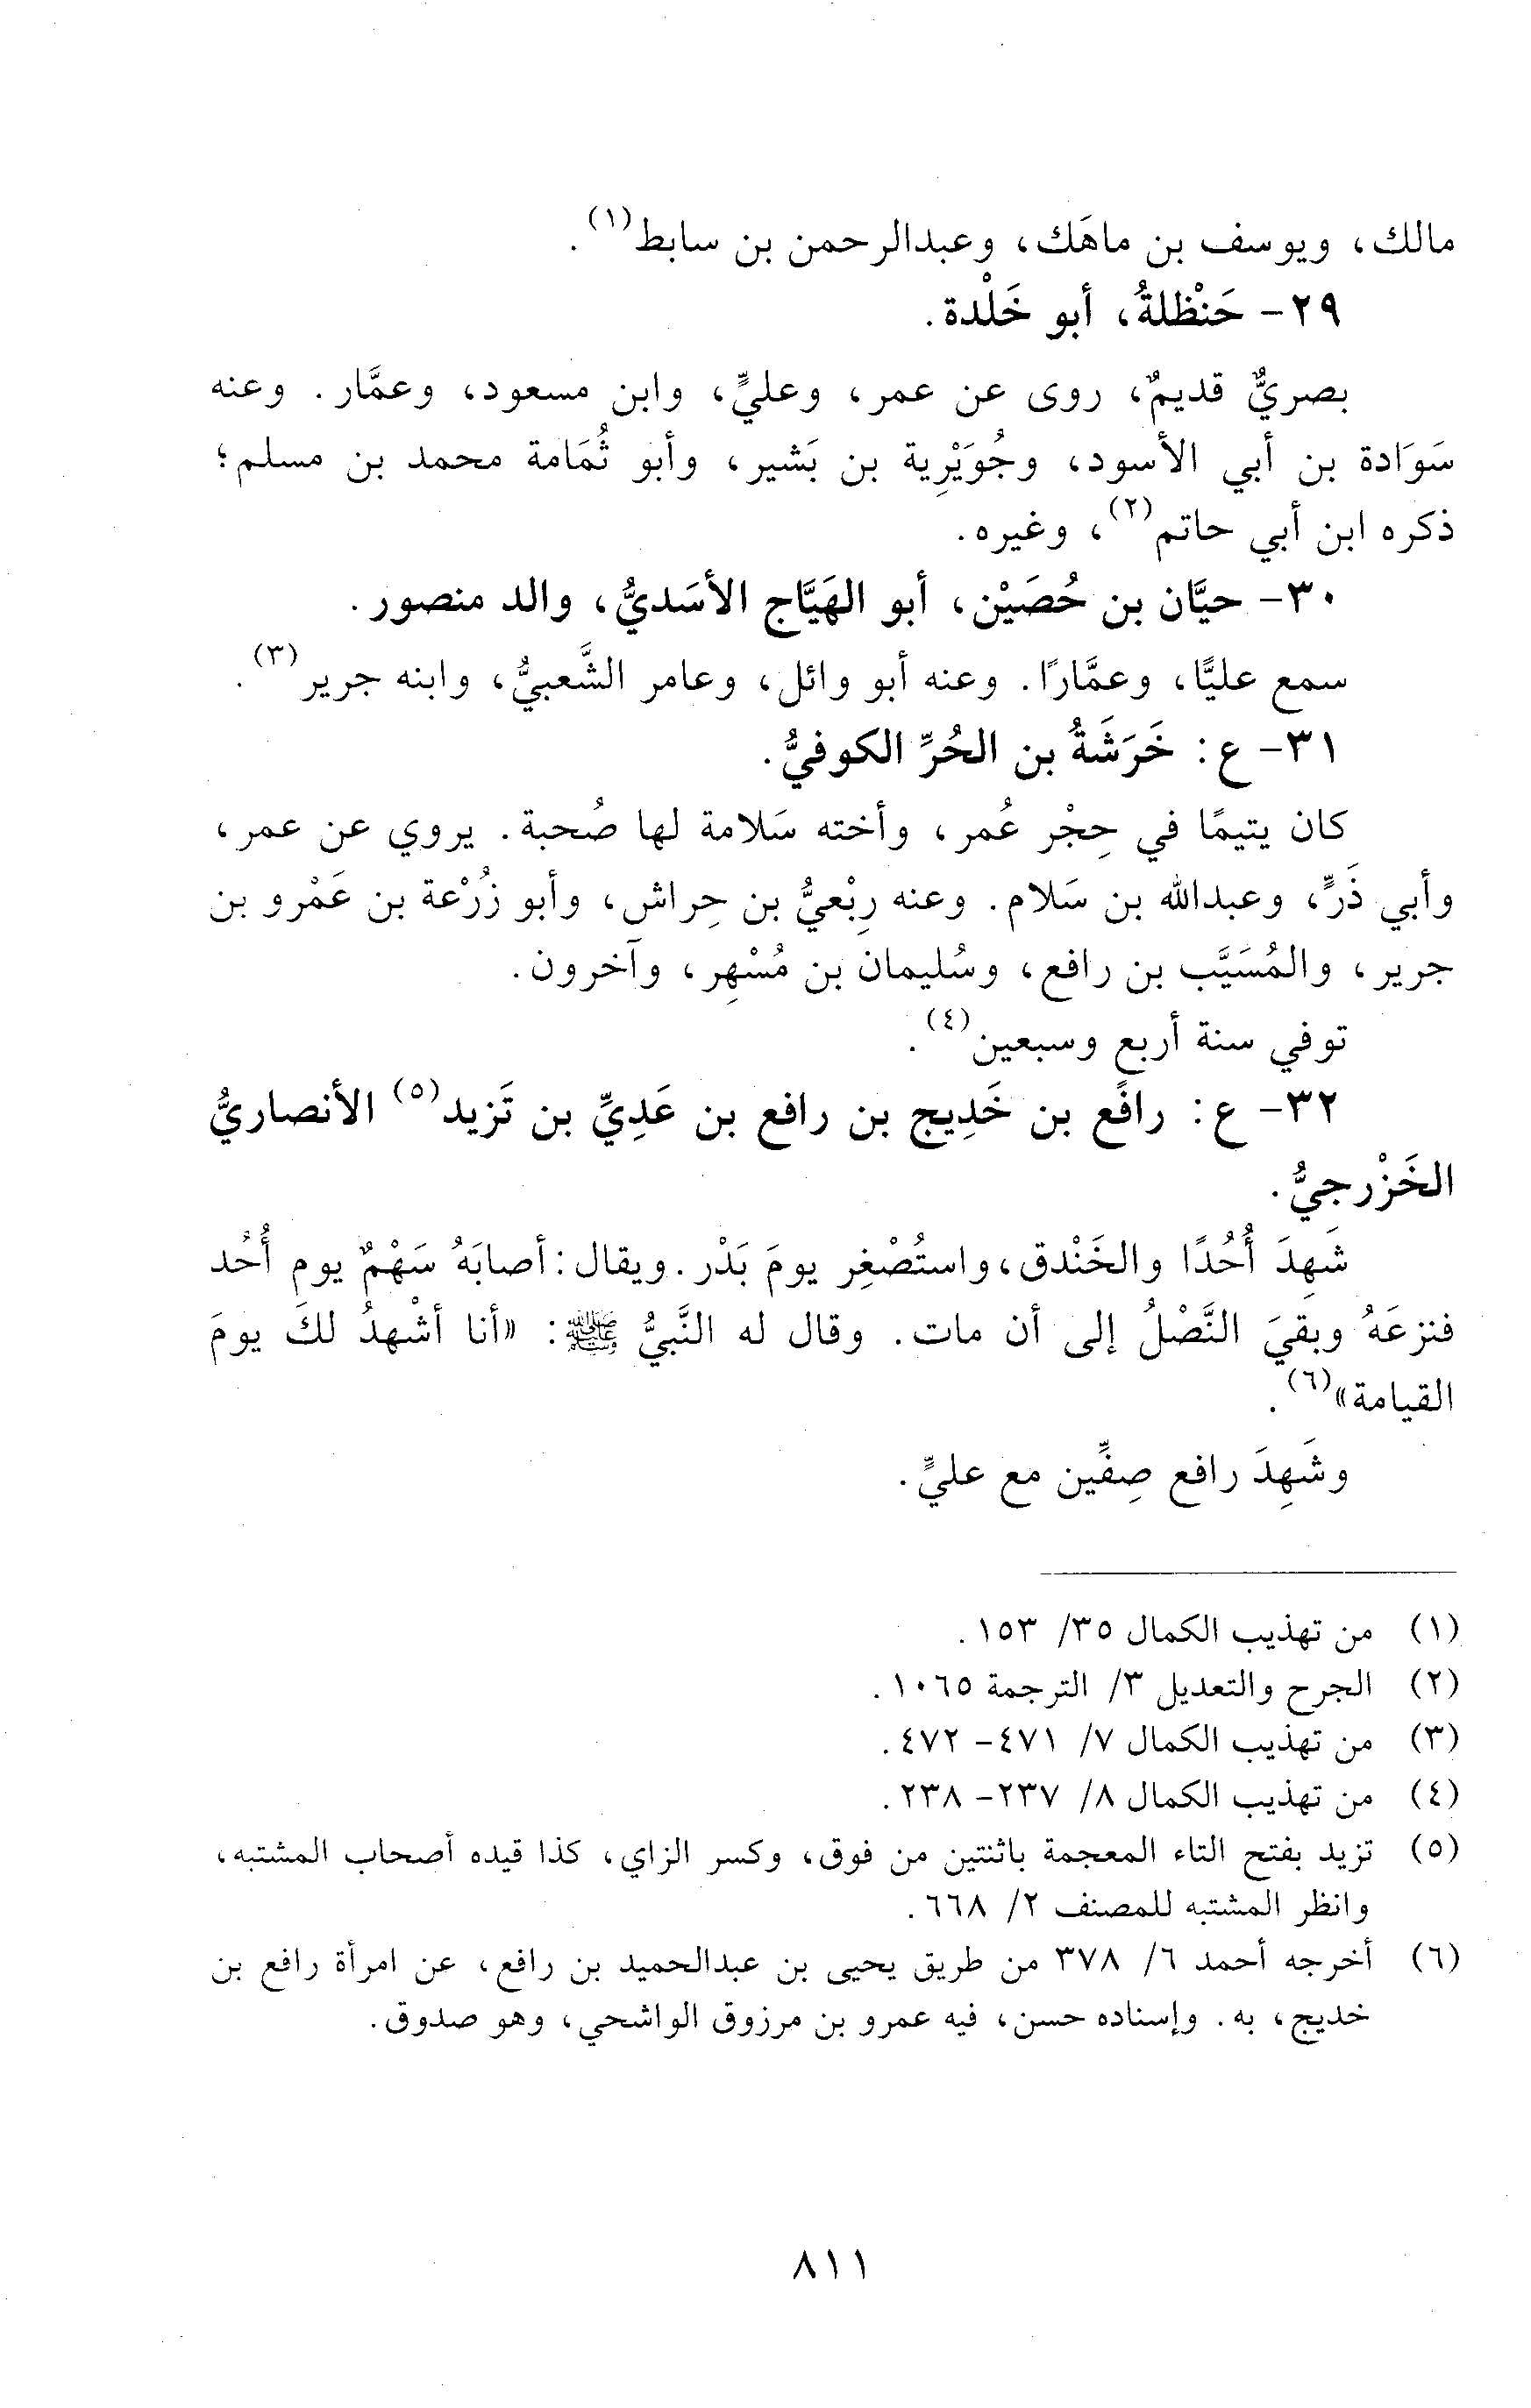 مالك، ويوسف بن ماهَك، وعبدالرحمن بن سابط(١).
٢٩- حَنْظلةُ، أبو خَلْدة.
بصريٌّ قديمٌ، روى عن عمر، وعليٍّ، وابن مسعود، وعمَّار. وعنه
سَوَادة بن أبي الأسود، وجُوَيْرِية بن بَشير، وأبو ثُمَامة محمد بن مسلم؛
ذكره ابن أبي حاتم(٢)، وغيره.
٣٠- حيَّان بن حُصَيْن، أبو الهَيَّاج الأسَديُّ، والد منصور.
سمع عليًّا، وعمَّارًا. وعنه أبو وائل، وعامر الشَّعبيُّ، وابنه جرير(٣).
٣١- ع: خَرَشَةُ بن الحُرِّ الكوفيُّ.
كان يتيمًا في حِجْر عُمر، وأخته سَلامة لها صُحبة. يروي عن عمر،
وأبي ذَرٍّ، وعبدالله بن سَلام. وعنه رِبْعيُّ بن حِراش، وأبو زُرْعة بن عَمْرو بن
جرير، والمُسَيَّب بن رافع، وسُليمان بن مُسْهِر، وآخرون.
توفي سنة أربع وسبعين(٤).
٣٢- ع: رافع بن خَدِيج بن رافع بن عَدِيِّ بن تَزيد(٥) الأنصاريُّ
الخَزْرجيُّ.
شَهِدَ أُحُدًا والخَنْدق، واستُصْغِر يومَ بَدْر. ويقال: أصابَهُ سَهْمٌ يوم أُحُد
فنزعَهُ وبقيَ النَّصْلُ إلى أن مات. وقال له النَّبيُّ ﷺ: «أنا أشْهدُ لكَ يومَ
القيامة»(٦).
وشَهِدَ رافع صِفِّين مع عليٍّ.
(١) من تهذيب الكمال ٣٥/ ١٥٣.
(٢) الجرح والتعديل ٣/ الترجمة ١٠٦٥.
(٣) من تهذيب الكمال ٧/ ٤٧١- ٤٧٢.
(٤) من تهذيب الكمال ٨/ ٢٣٧- ٢٣٨.
(٥) تزيد بفتح التاء المعجمة باثنتين من فوق، وكسر الزاي، كذا قيده أصحاب المشتبه،
وانظر المشتبه للمصنف ٢/ ٦٦٨.
(٦) أخرجه أحمد ٦/ ٣٧٨ من طريق يحيى بن عبدالحميد بن رافع، عن امرأة رافع بن
خديج، به. وإسناده حسن، فيه عمرو بن مرزوق الواشحي، وهو صدوق.
٨١١